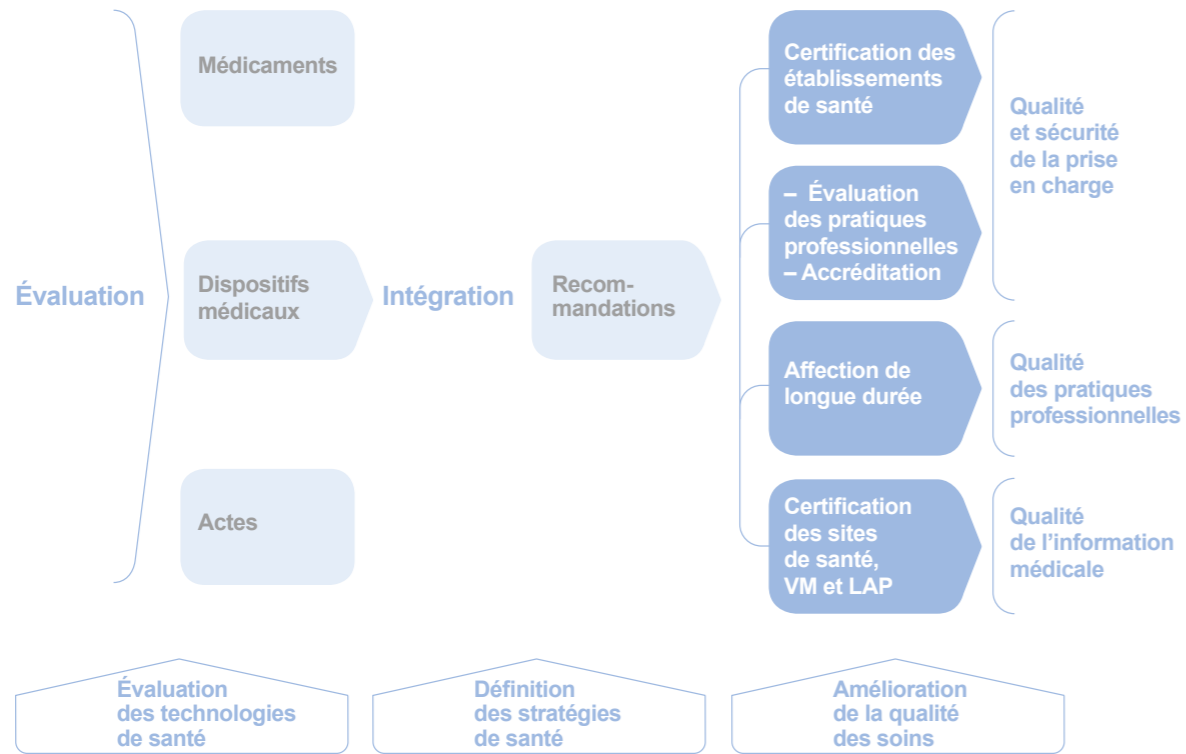 Évaluation
Médicaments
Dispositifs
médicaux
Actes
Intégration
Recom-
mandations
Certification des
établissements
de santé
– Évaluation
des pratiques
professionnelles
– Accréditation
Affection de
longue durée
Certification
des sites
de santé,
VM et LAP
Qualité
et sécurité
de la prise
en charge
Qualité
des pratiques
professionnelles
Qualité
de l’information
médicale
Évaluation
des technologies
de santé
Définition
des stratégies
de santé
Amélioration
de la qualité
des soins